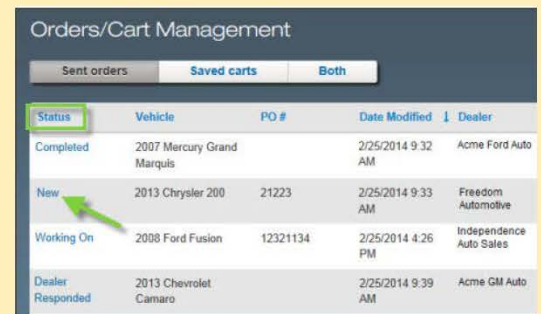 Orders/Cart Management
Sent orders Saved carts Both
Status Vehicle PO # Date Modified ↓ Dealer
Completed 2007 Mercury Grand Marquis 2/25/2014 9:32 AM Acme Ford Auto
New 2013 Chrysler 200 21223 2/25/2014 9:33 AM Freedom Automotive
Working On 2008 Ford Fusion 12321134 2/25/2014 4:26 PM Independence Auto Sales
Dealer Responded 2013 Chevrolet Camaro 2/25/2014 9:39 AM Acme GM Auto